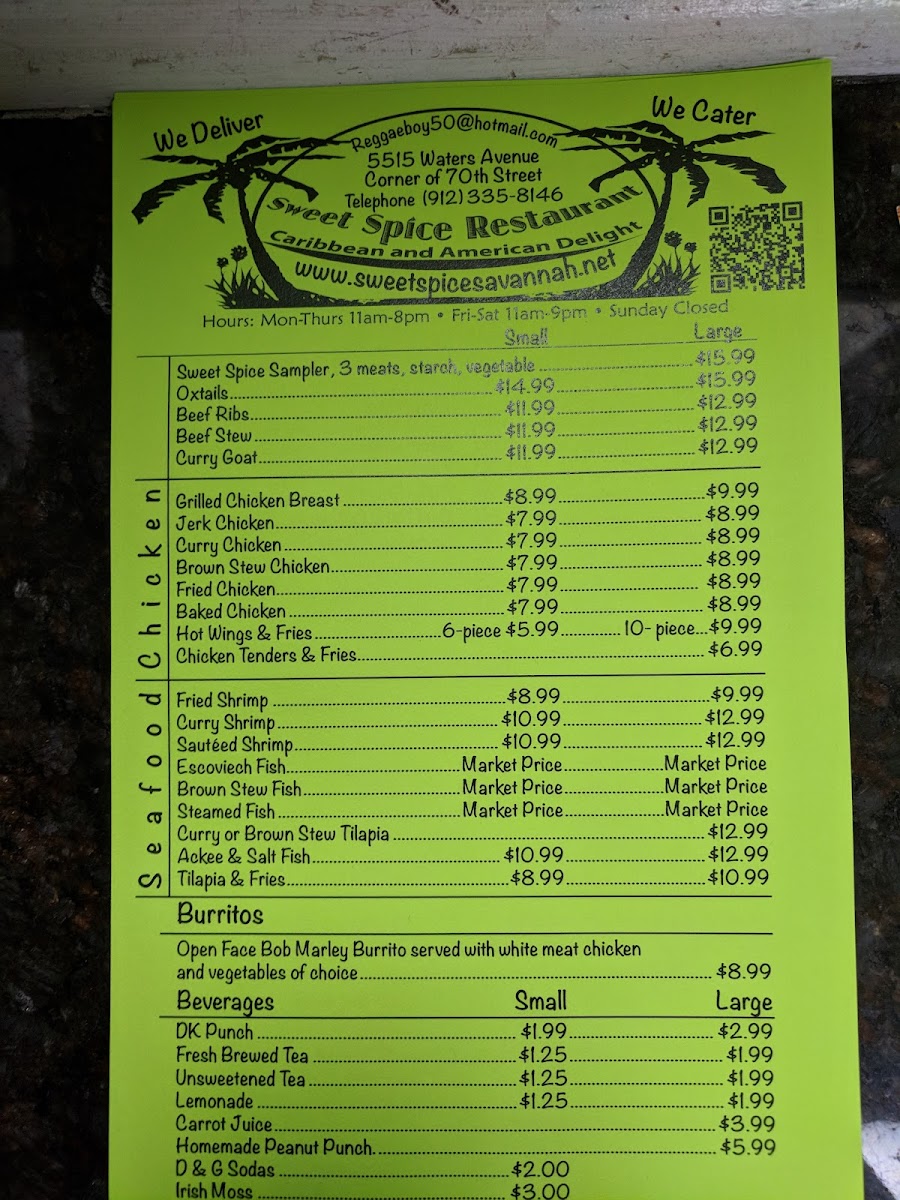 We Deliver
We Cater
Reggaeboy50@hotmail.com
5515 Waters Avenue
Corner of 70th Street
Telephone (912)335-8146
Sweet Spice Restaurant
Caribbean and American Delight
www.sweetspicesavannah.net
Hours: Mon-Thurs 11am-8pm • Fri-Sat 11am-9pm • Sunday Closed
Small Large
Sweet Spice Sampler, 3 meats, starch, vegetable $15.99
Oxtails $14.99 $15.99
Beef Ribs $11.99 $12.99
Beef Stew $11.99 $12.99
Curry Goat $11.99 $12.99
Chicken
Grilled Chicken Breast $8.99 $9.99
Jerk Chicken $7.99 $8.99
Curry Chicken $7.99 $8.99
Brown Stew Chicken $7.99 $8.99
Fried Chicken $7.99 $8.99
Baked Chicken $7.99 $8.99
Hot Wings & Fries 6-piece $5.99 10-piece $9.99
Chicken Tenders & Fries $6.99
Seafood
Fried Shrimp $8.99 $9.99
Curry Shrimp $10.99 $12.99
Sautéed Shrimp $10.99 $12.99
Escoviech Fish Market Price Market Price
Brown Stew Fish Market Price Market Price
Steamed Fish Market Price Market Price
Curry or Brown Stew Tilapia $12.99
Ackee & Salt Fish $10.99 $12.99
Tilapia & Fries $8.99 $10.99
Burritos
Open Face Bob Marley Burrito served with white meat chicken
and vegetables of choice $8.99
Beverages Small Large
DK Punch $1.99 $2.99
Fresh Brewed Tea $1.25 $1.99
Unsweetened Tea $1.25 $1.99
Lemonade $1.25 $1.99
Carrot Juice $3.99
Homemade Peanut Punch $5.99
D & G Sodas $2.00
Irish Moss $3.00